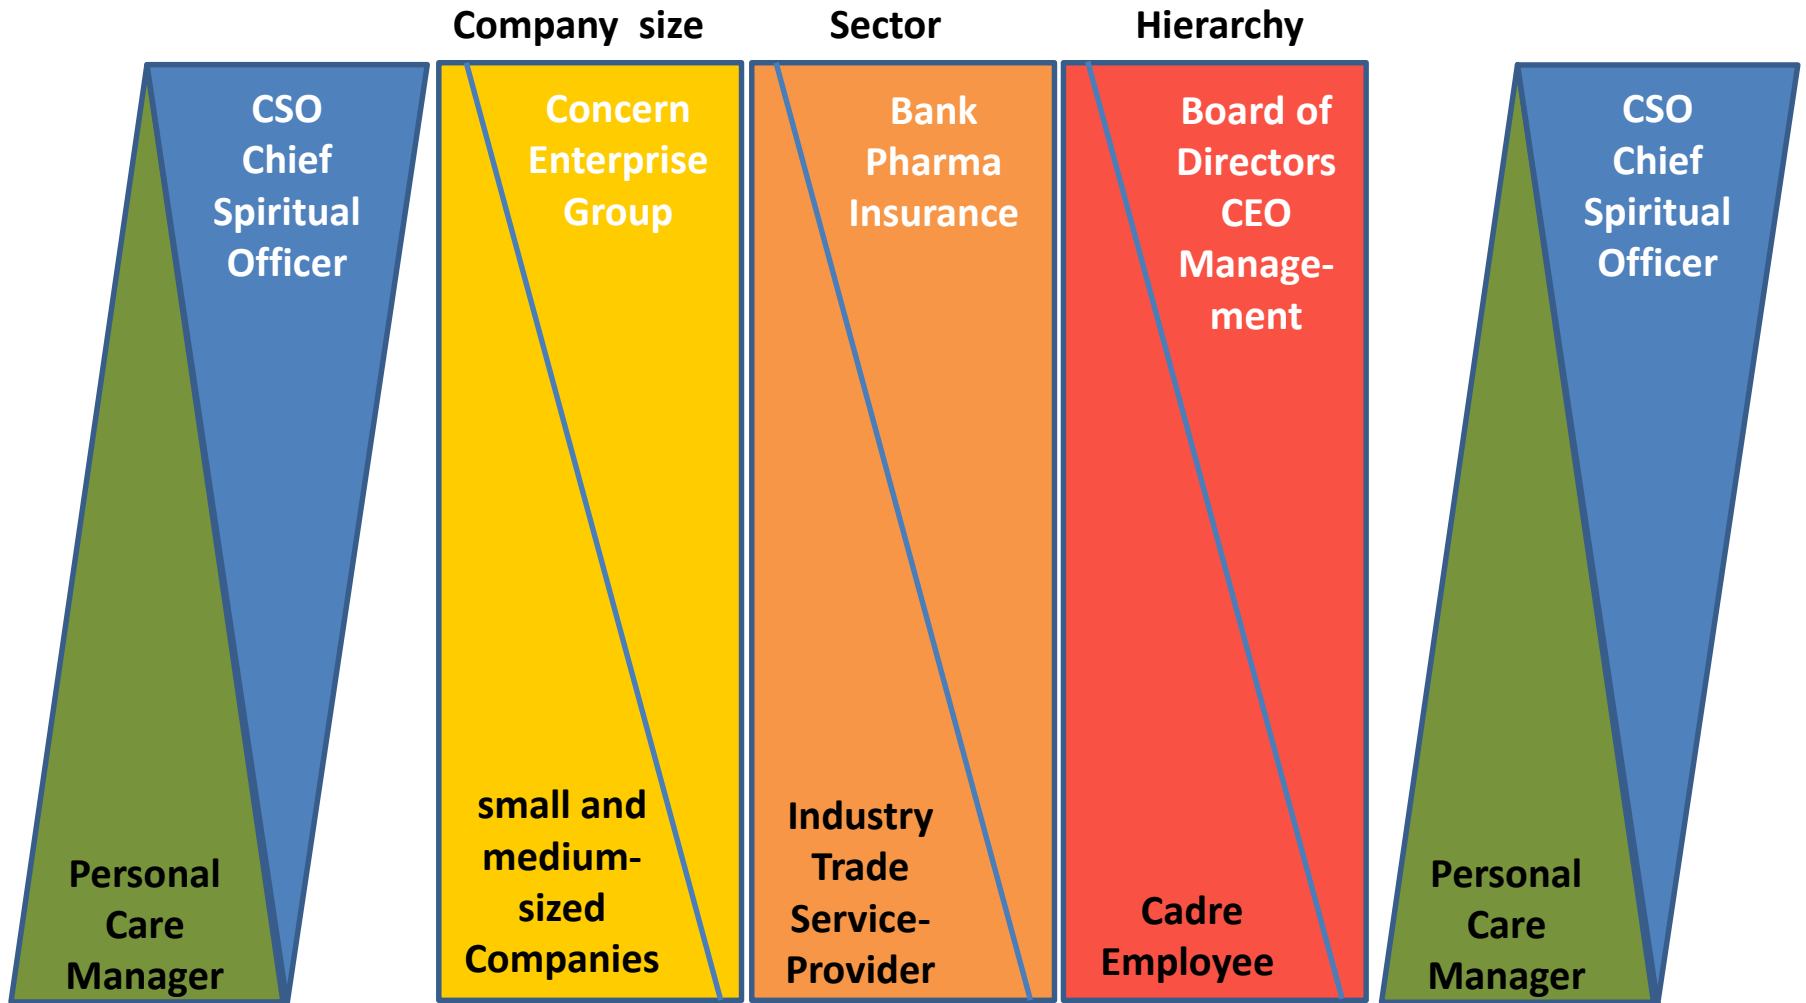 Company  size
Sector
Hierarchy
CSO
Chief
Spiritual
Officer
Personal
Care
Manager
Concern
Enterprise
Group
small and
medium-
sized
Companies
Bank
Pharma
Insurance
Industry
Trade
Service-
Provider
Board of
Directors
CEO
Manage-
ment
Cadre
Employee
CSO
Chief
Spiritual
Officer
Personal
Care
Manager